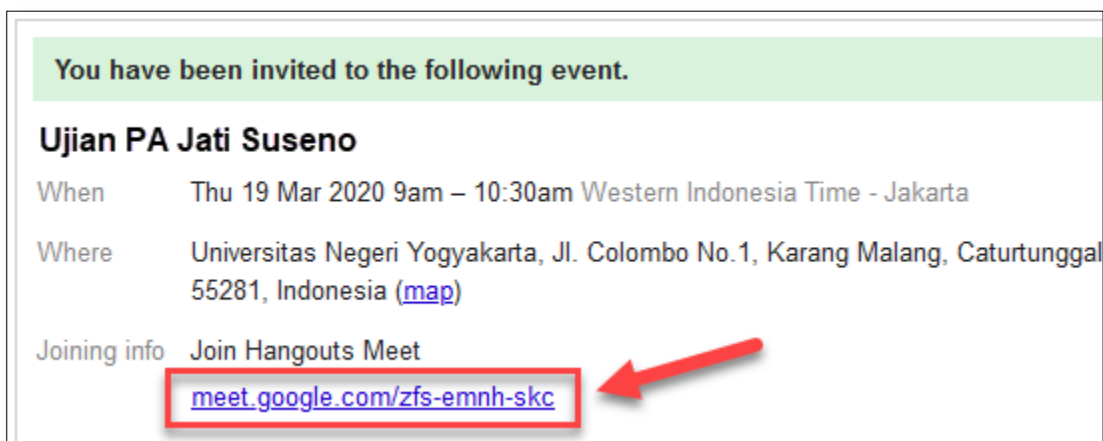 You have been invited to the following event.
Ujian PA Jati Suseno
When Thu 19 Mar 2020 9am – 10:30am Western Indonesia Time - Jakarta
Where Universitas Negeri Yogyakarta, Jl. Colombo No.1, Karang Malang, Caturtunggal
55281, Indonesia (map)
Joining info Join Hangouts Meet
meet.google.com/zfs-emnh-skc